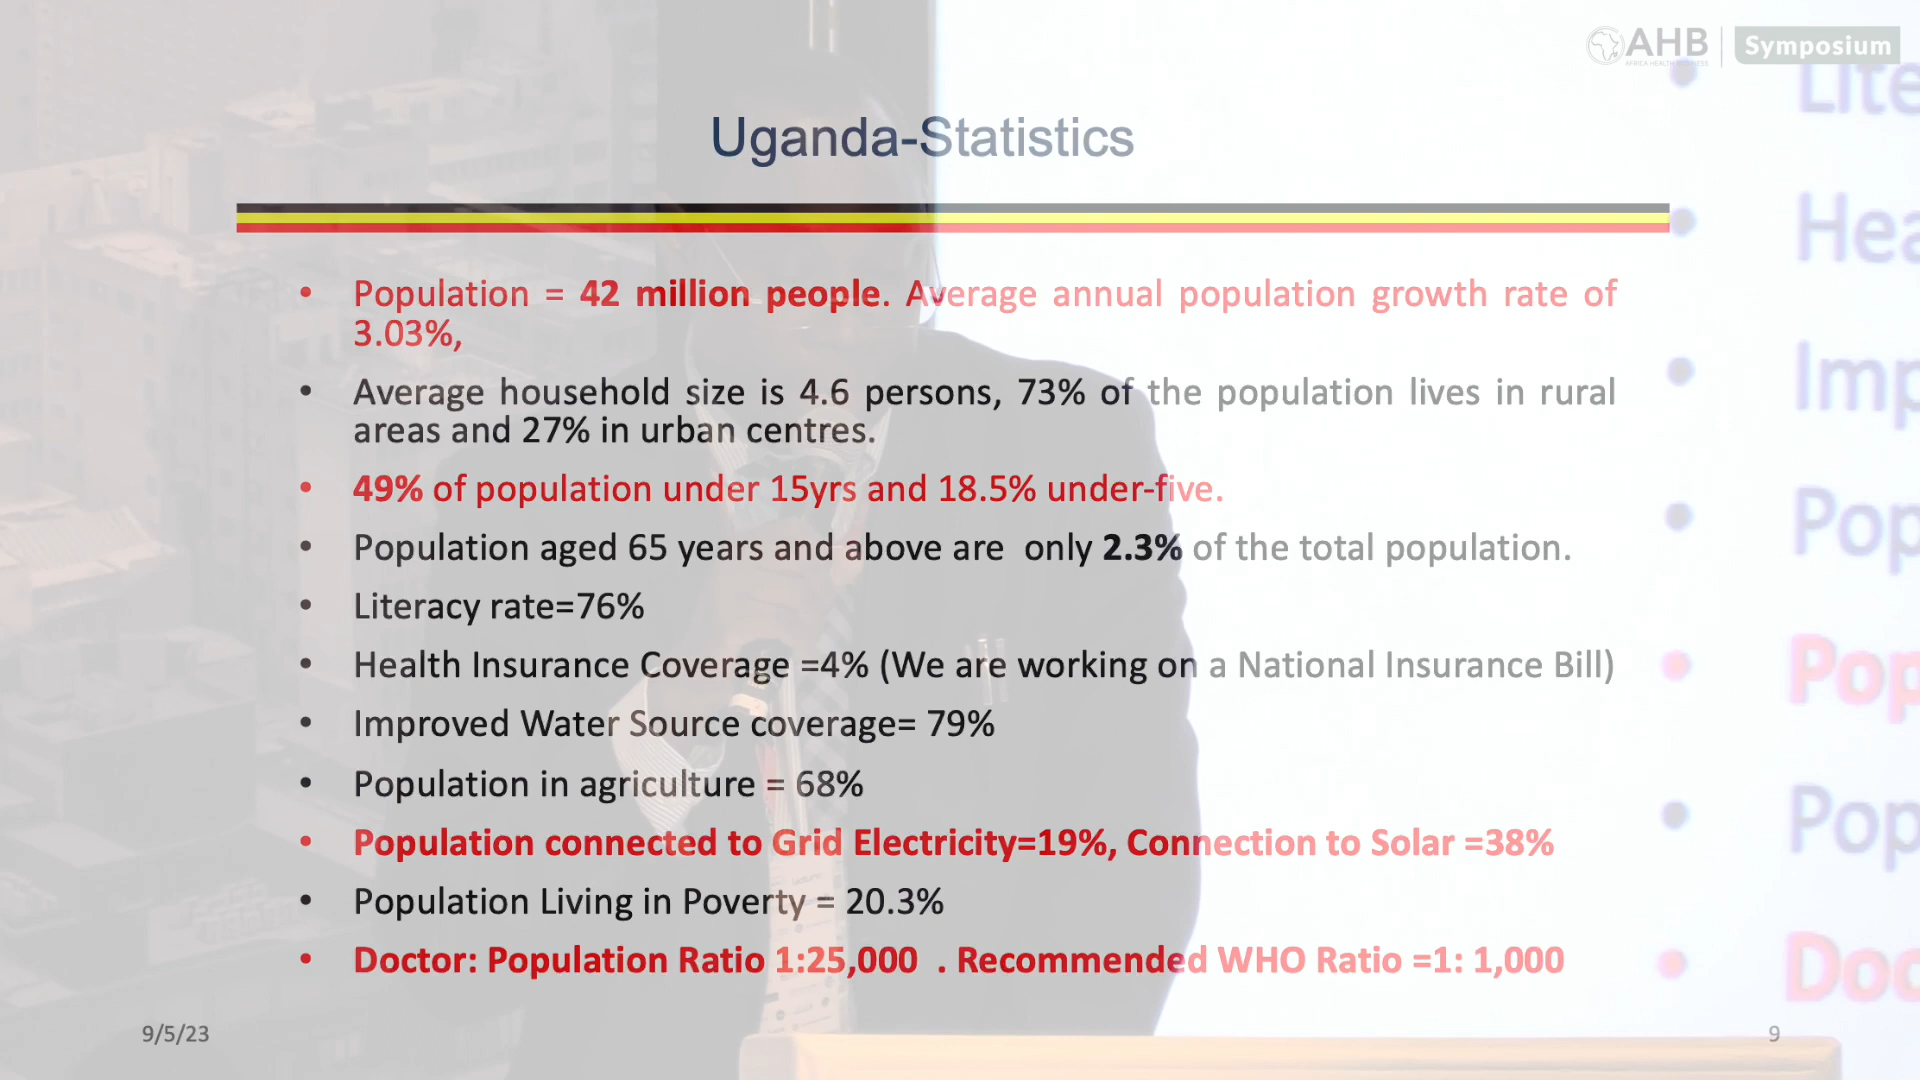 AHB
AFRICA HEALTH BUSINESS
Symposium
Uganda-Statistics
• Population = 42 million people. Average annual population growth rate of
3.03%,
• Average household size is 4.6 persons, 73% of the population lives in rural
areas and 27% in urban centres.
• 49% of population under 15yrs and 18.5% under-five.
• Population aged 65 years and above are only 2.3% of the total population.
• Literacy rate=76%
• Health Insurance Coverage =4% (We are working on a National Insurance Bill)
• Improved Water Source coverage= 79%
• Population in agriculture = 68%
• Population connected to Grid Electricity=19%, Connection to Solar =38%
• Population Living in Poverty = 20.3%
• Doctor: Population Ratio 1:25,000 . Recommended WHO Ratio =1: 1,000
9/5/23
9
• Lite
• Hea
• Imp
• Pop
• Pop
• Pop
• Doc